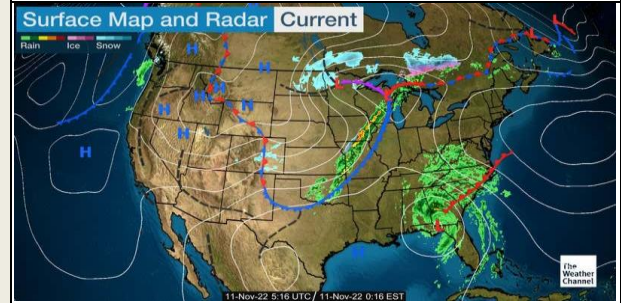 Surface Map and Radar Current
Rain Ice Snow
H
H
H
H
H
H
H
H
H
H
L
The
Weather
Channel
11-Nov-22 5:16 UTC / 11-Nov-22 0:16 EST